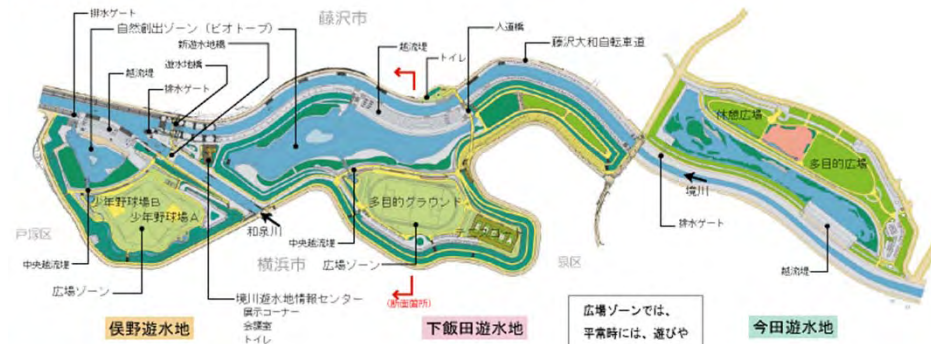 排水ゲート
藤沢市
自然創出ゾーン（ビオトープ）
新遊水地橋
遊水地橋
越流堤
排水ゲート
越流堤
トイレ
人道橋
藤沢大和自転車道
休憩広場
多目的広場
境川
排水ゲート
越流堤
少年野球場B
少年野球場A
多目的グラウンド
テニスコート
戸塚区
和泉川
泉区
中央越流堤
中央越流堤
横浜市
広場ゾーン
広場ゾーン
境川遊水地情報センター
展示コーナー
会議室
トイレ
(断面箇所)
俣野遊水地
下飯田遊水地
今田遊水地
広場ゾーンでは、
平常時には、遊びや